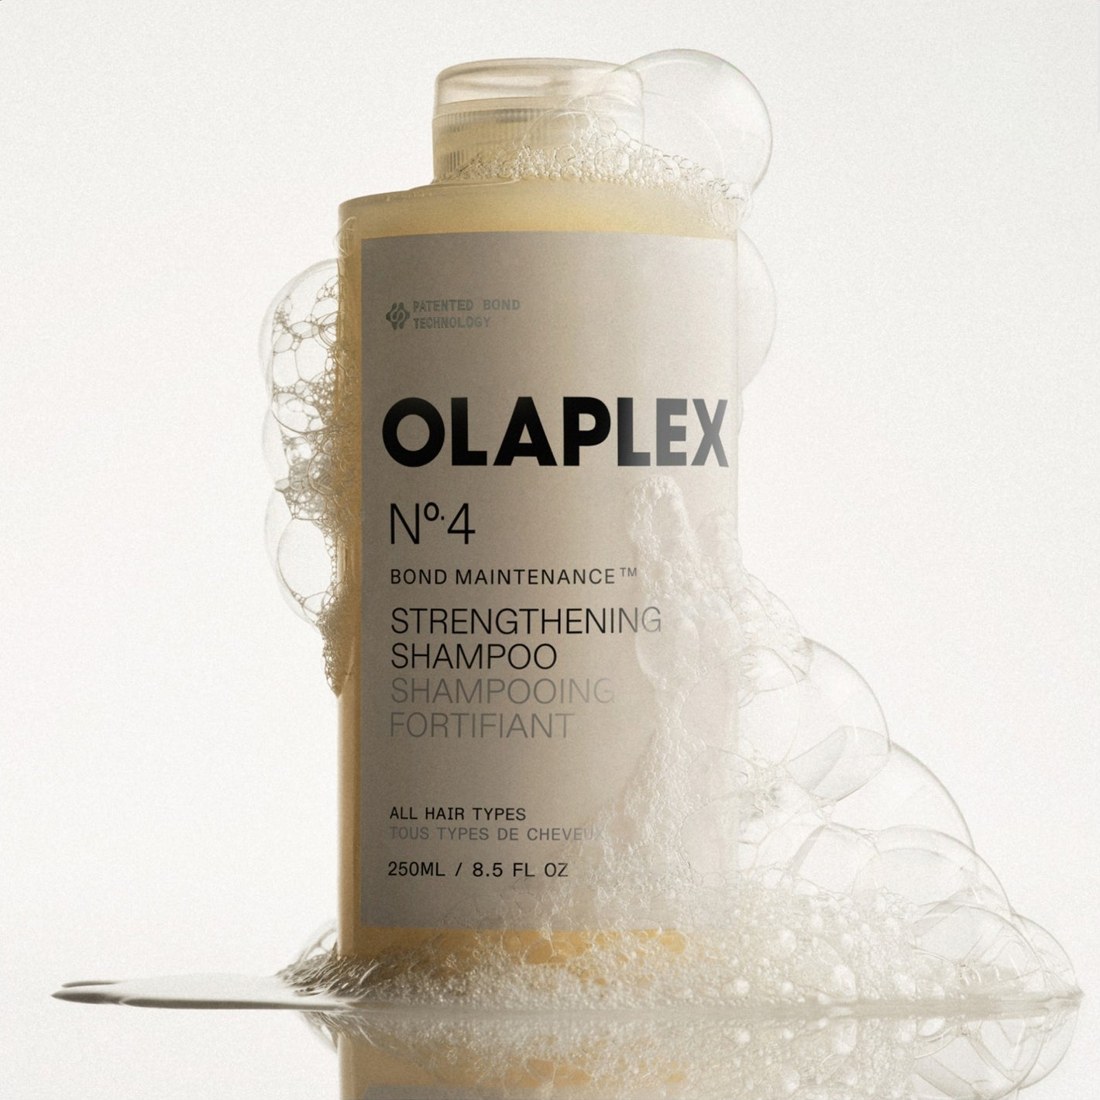 PATENTED BOND
TECHNOLOGY
OLAPLEX
Nº.4
BOND MAINTENANCE™
STRENGTHENING
SHAMPOO
SHAMPOOING
FORTIFIANT
ALL HAIR TYPES
TOUS TYPES DE CHEVEUX
250ML / 8.5 FL OZ